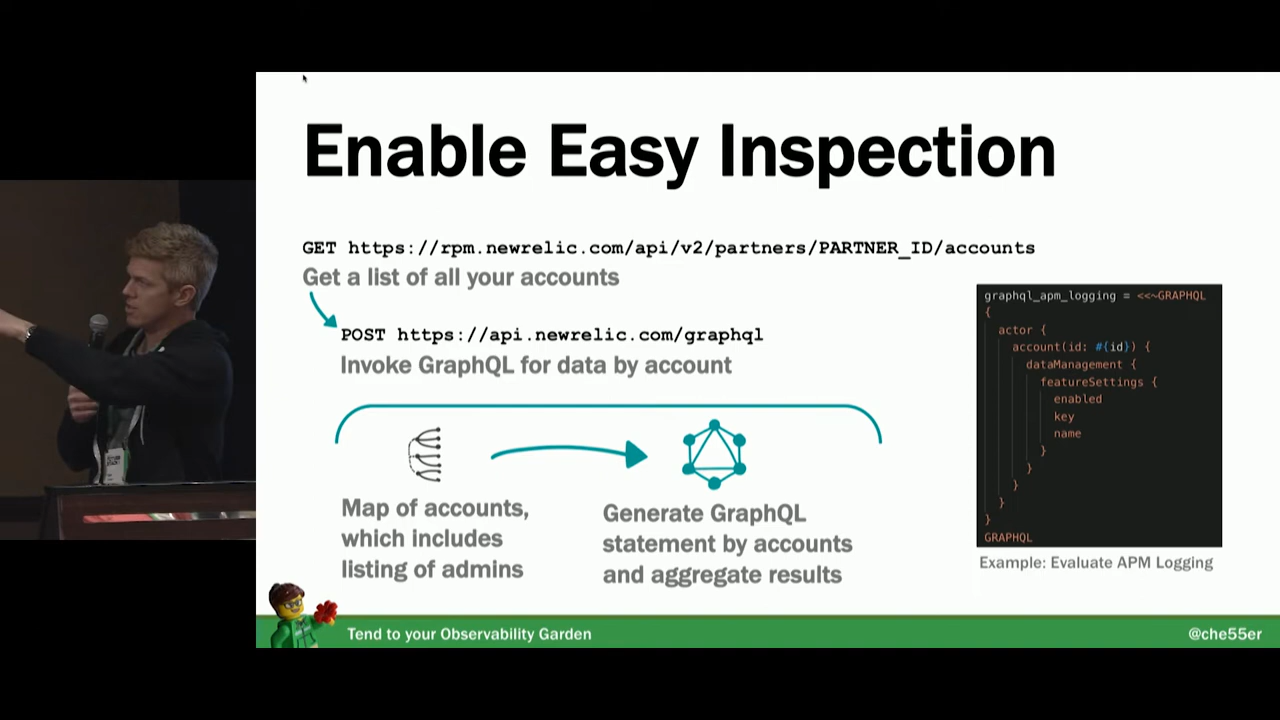 Enable Easy Inspection
GET https://rpm.newrelic.com/api/v2/partners/PARTNER_ID/accounts
Get a list of all your accounts
POST https://api.newrelic.com/graphql
Invoke GraphQL for data by account
Map of accounts,
which includes
listing of admins
Generate GraphQL
statement by accounts
and aggregate results
graphql_apm_logging = <<~GRAPHQL
{
actor {
account(id: #{id}) {
dataManagement {
featureSettings {
enabled
key
name
}
}
}
}
}
GRAPHQL
Example: Evaluate APM Logging
Tend to your Observability Garden
@che55er